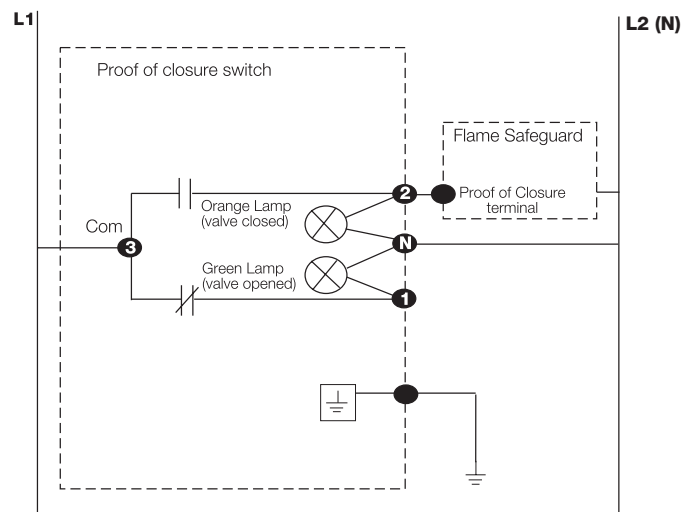 L1
L2 (N)
Proof of closure switch
Flame Safeguard
2
Proof of Closure
terminal
Orange Lamp
(valve closed)
Com
3
N
Green Lamp
(valve opened)
1